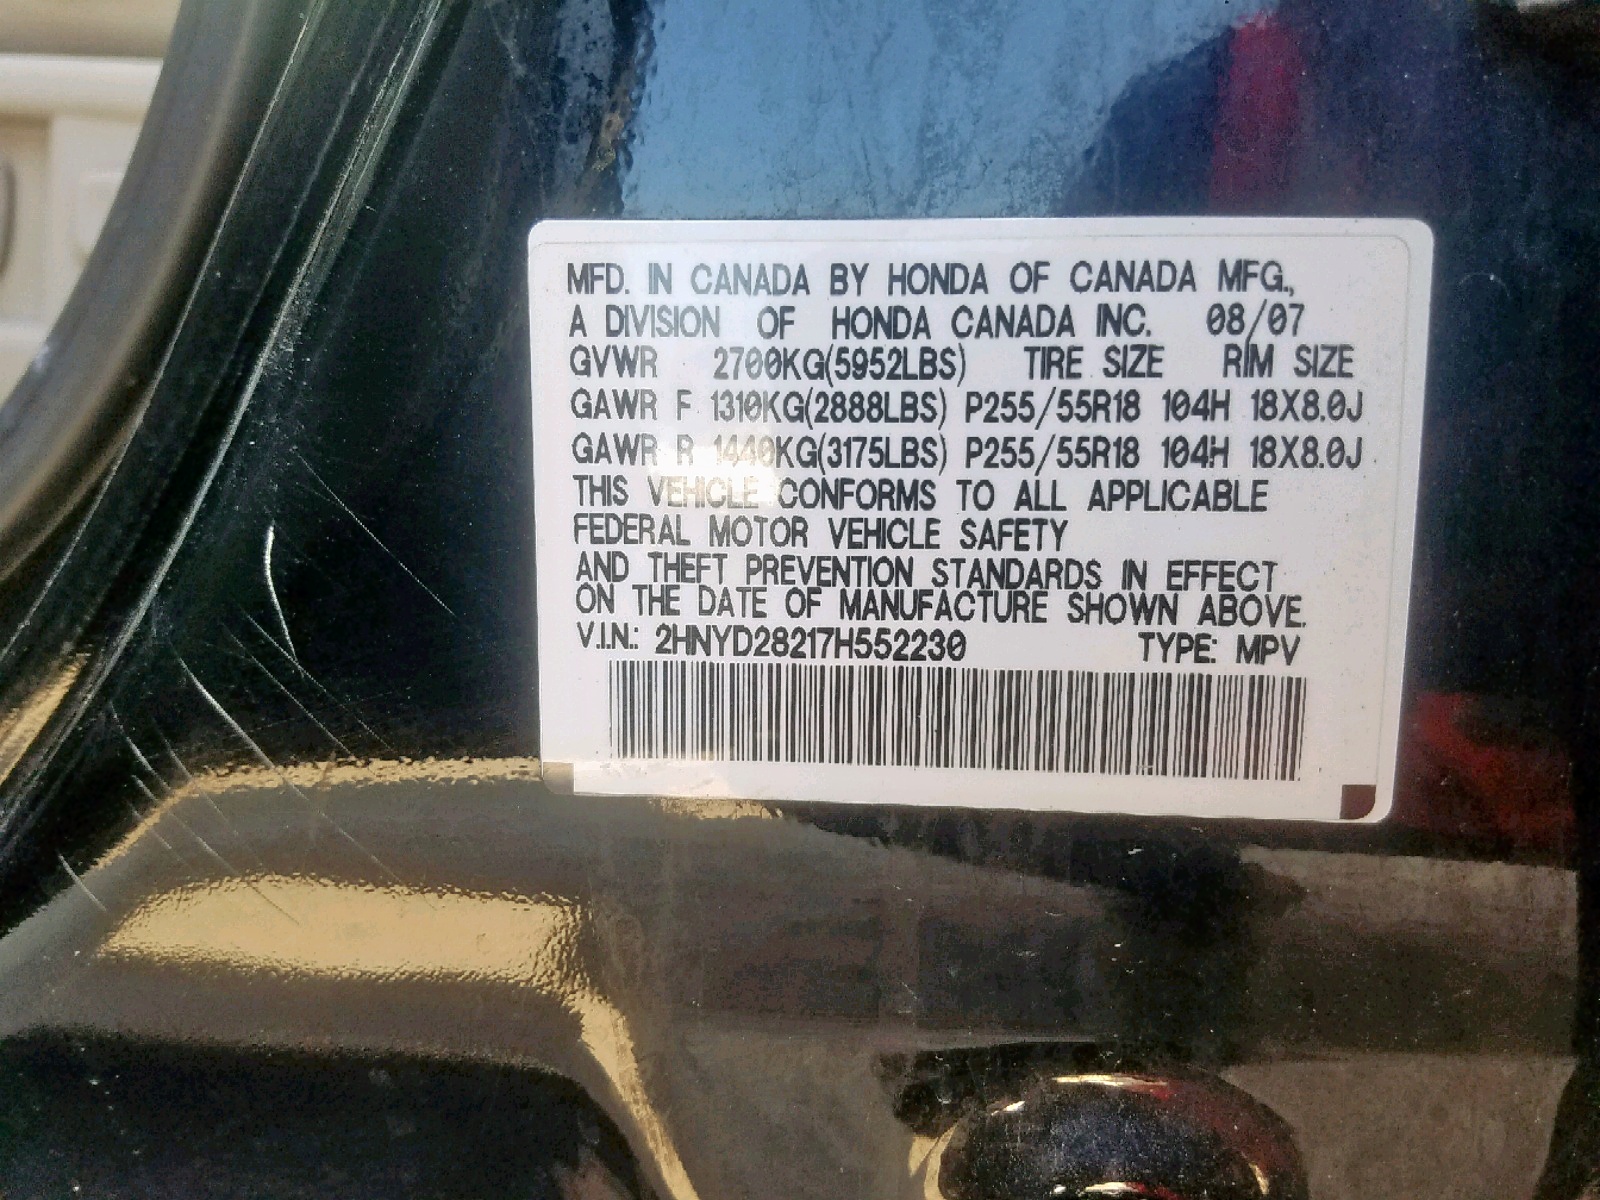 MFD. IN CANADA BY HONDA OF CANADA MFG.,
A DIVISION OF HONDA CANADA INC. 08/07
GVWR 2700KG(5952LBS) TIRE SIZE RIM SIZE
GAWR F 1310KG(2888LBS) P255/55R18 104H 18X8.0J
GAWR R 1440KG(3175LBS) P255/55R18 104H 18X8.0J
THIS VEHICLE CONFORMS TO ALL APPLICABLE
FEDERAL MOTOR VEHICLE SAFETY
AND THEFT PREVENTION STANDARDS IN EFFECT
ON THE DATE OF MANUFACTURE SHOWN ABOVE.
V.I.N.: 2HNYD28217H552230 TYPE: MPV